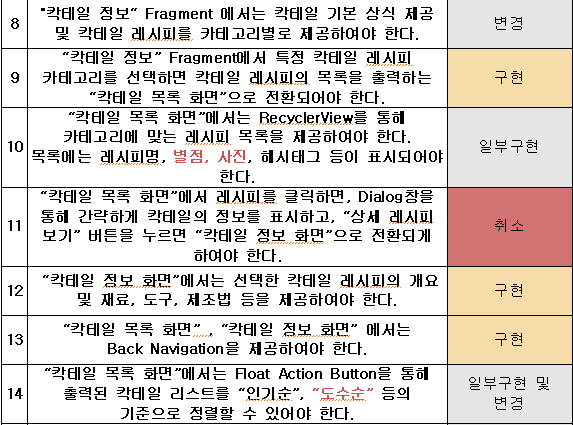 8
"칵테일 정보“ Fragment 에서는 칵테일 기본 상식 제공
및 칵테일 레시피를 카테고리별로 제공하여야 한다.
변경
9
“칵테일 정보” Fragment에서 특정 칵테일 레시피
카테고리를 선택하면 칵테일 레시피의 목록을 출력하는
“칵테일 목록 화면”으로 전환되어야 한다.
구현
10
“칵테일 목록 화면”에서는 RecyclerView를 통해
카테고리에 맞는 레시피 목록을 제공하여야 한다.
목록에는 레시피명, 별점, 사진, 해시태그 등이 표시되어야
한다.
일부구현
11
“칵테일 목록 화면”에서 레시피를 클릭하면, Dialog창을
통해 간략하게 칵테일의 정보를 표시하고, “상세 레시피
보기” 버튼을 누르면 “칵테일 정보 화면”으로 전환되게
하여야 한다.
취소
12
“칵테일 정보 화면”에서는 선택한 칵테일 레시피의 개요
및 재료, 도구, 제조법 등을 제공하여야 한다.
구현
13
“칵테일 목록 화면” , “칵테일 정보 화면” 에서는
Back Navigation을 제공하여야 한다.
구현
14
“칵테일 목록 화면”에서는 Float Action Button을 통해
출력된 칵테일 리스트를 “인기순”, “도수순” 등의
기준으로 정렬할 수 있어야 한다.
일부구현 및
변경